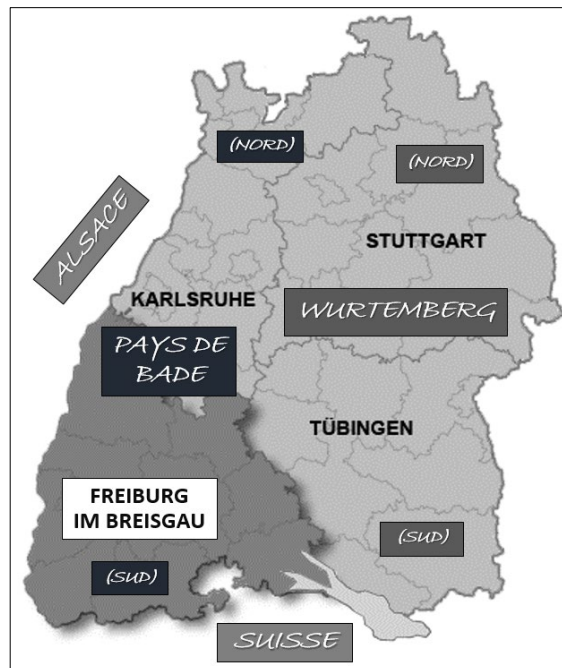 (NORD)
(NORD)
ALSACE
STUTTGART
KARLSRUHE
WURTEMBERG
PAYS DE
BADE
TÜBINGEN
FREIBURG
IM BREISGAU
(SUD)
(SUD)
SUISSE